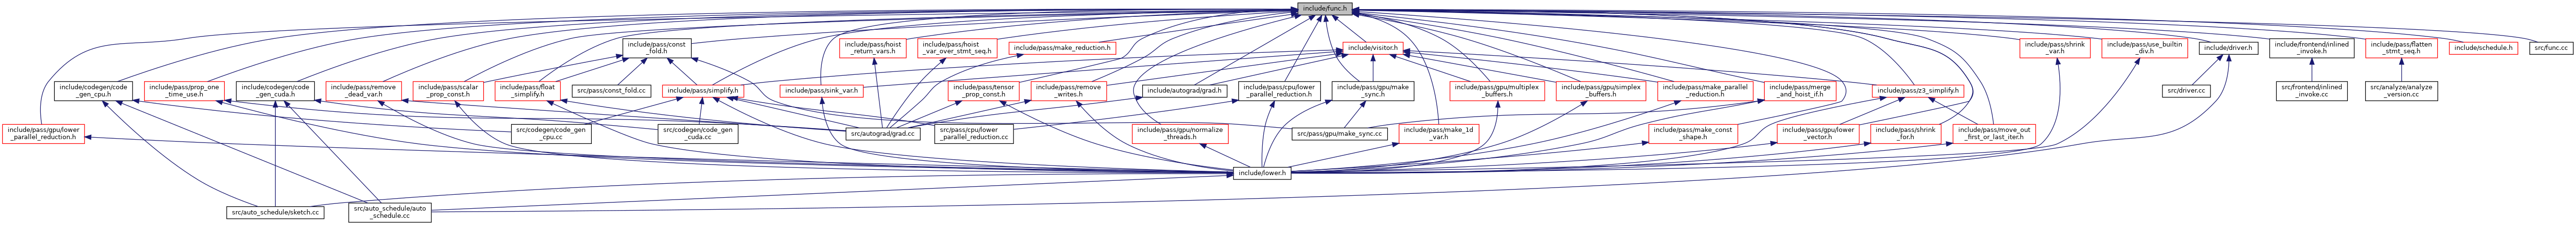 include/func.h
include/pass/const
_fold.h
include/pass/hoist
_return_vars.h
include/pass/hoist
_var_over_stmt_seq.h
include/pass/make_reduction.h
include/visitor.h
include/pass/shrink
_var.h
include/pass/use_builtin
_div.h
include/driver.h
include/frontend/inlined
_invoke.h
include/pass/flatten
_stmt_seq.h
include/schedule.h
src/func.cc
include/codegen/code
_gen_cpu.h
include/pass/prop_one
_time_use.h
include/codegen/code
_gen_cuda.h
include/pass/remove
_dead_var.h
include/pass/scalar
_prop_const.h
include/pass/float
_simplify.h
src/pass/const_fold.cc
include/pass/simplify.h
include/pass/sink_var.h
include/pass/tensor
_prop_const.h
include/pass/remove
_writes.h
include/autograd/grad.h
include/pass/cpu/lower
_parallel_reduction.h
include/pass/gpu/make
_sync.h
include/pass/gpu/multiplex
_buffers.h
include/pass/gpu/simplex
_buffers.h
include/pass/make_parallel
_reduction.h
include/pass/merge
_and_hoist_if.h
include/pass/z3_simplify.h
src/driver.cc
src/frontend/inlined
_invoke.cc
src/analyze/analyze
_version.cc
include/pass/gpu/lower
_parallel_reduction.h
src/codegen/code_gen
_cpu.cc
src/codegen/code_gen
_cuda.cc
src/autograd/grad.cc
src/pass/cpu/lower
_parallel_reduction.cc
include/pass/gpu/normalize
_threads.h
src/pass/gpu/make_sync.cc
include/pass/make_1d
_var.h
include/pass/make_const
_shape.h
include/pass/gpu/lower
_vector.h
include/pass/shrink
_for.h
include/pass/move_out
_first_or_last_iter.h
include/lower.h
src/auto_schedule/sketch.cc
src/auto_schedule/auto
_schedule.cc